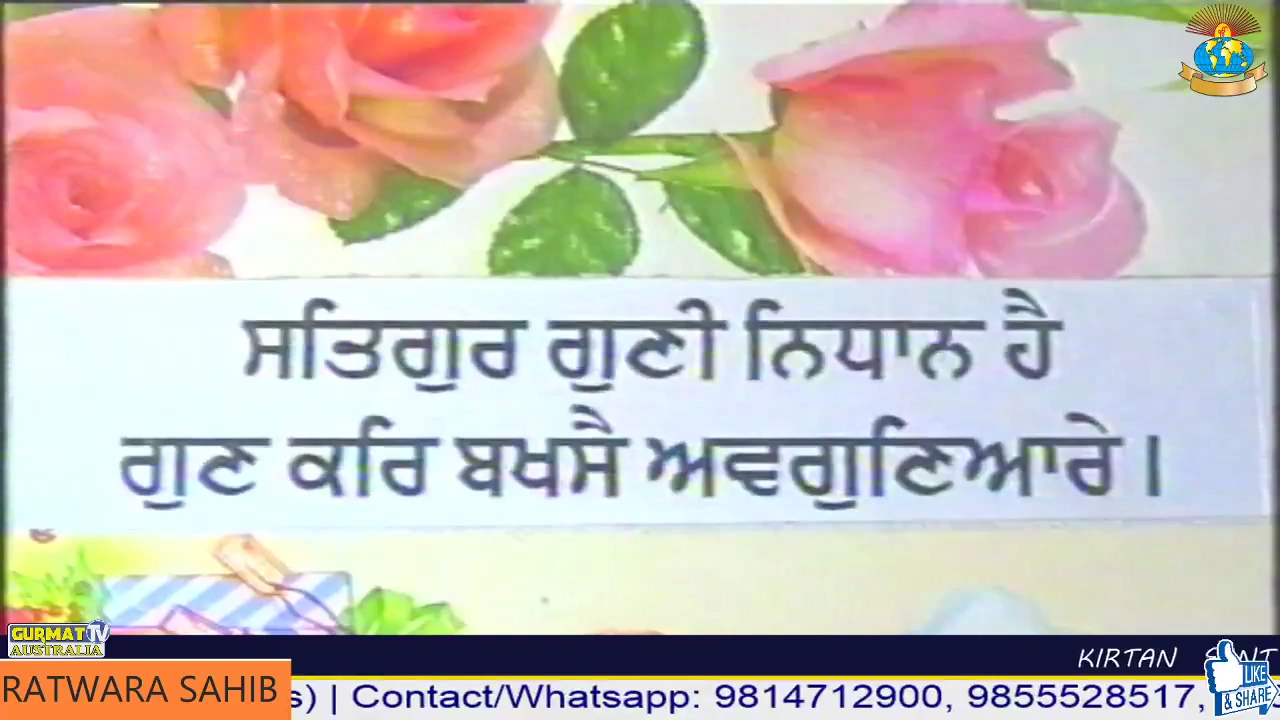 ਸਤਿਗੁਰ ਗੁਣੀ ਨਿਧਾਨ ਹੈ
ਗੁਣ ਕਰਿ ਬਖਸੈ ਅਵਗੁਣਿਆਰੇ।
GURMAT TV
AUSTRALIA
KIRTAN
RATWARA SAHIB
s) | Contact/Whatsapp: 9814712900, 9855528517,
LIKE
& SHARE